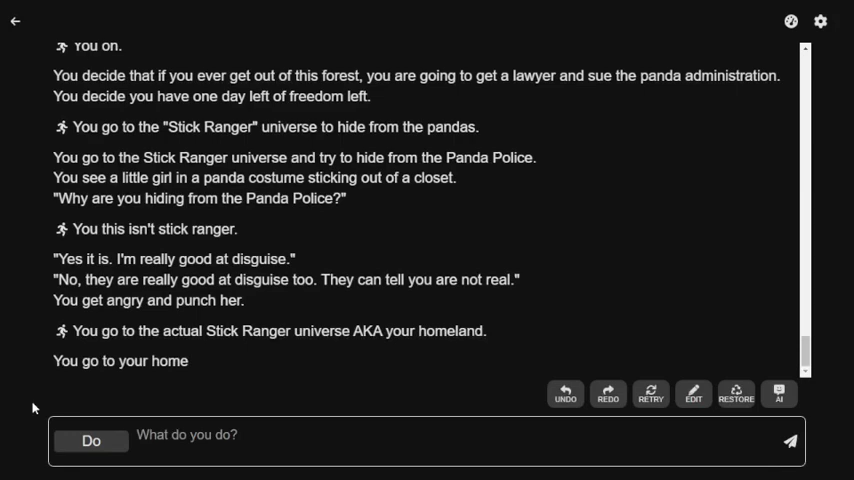 You on.
You decide that if you ever get out of this forest, you are going to get a lawyer and sue the panda administration.
You decide you have one day left of freedom left.
You go to the "Stick Ranger" universe to hide from the pandas.
You go to the Stick Ranger universe and try to hide from the Panda Police.
You see a little girl in a panda costume sticking out of a closet.
"Why are you hiding from the Panda Police?"
You this isn't stick ranger.
"Yes it is. I'm really good at disguise."
"No, they are really good at disguise too. They can tell you are not real."
You get angry and punch her.
You go to the actual Stick Ranger universe AKA your homeland.
You go to your home
UNDO REDO RETRY EDIT RESTORE AI
Do What do you do?